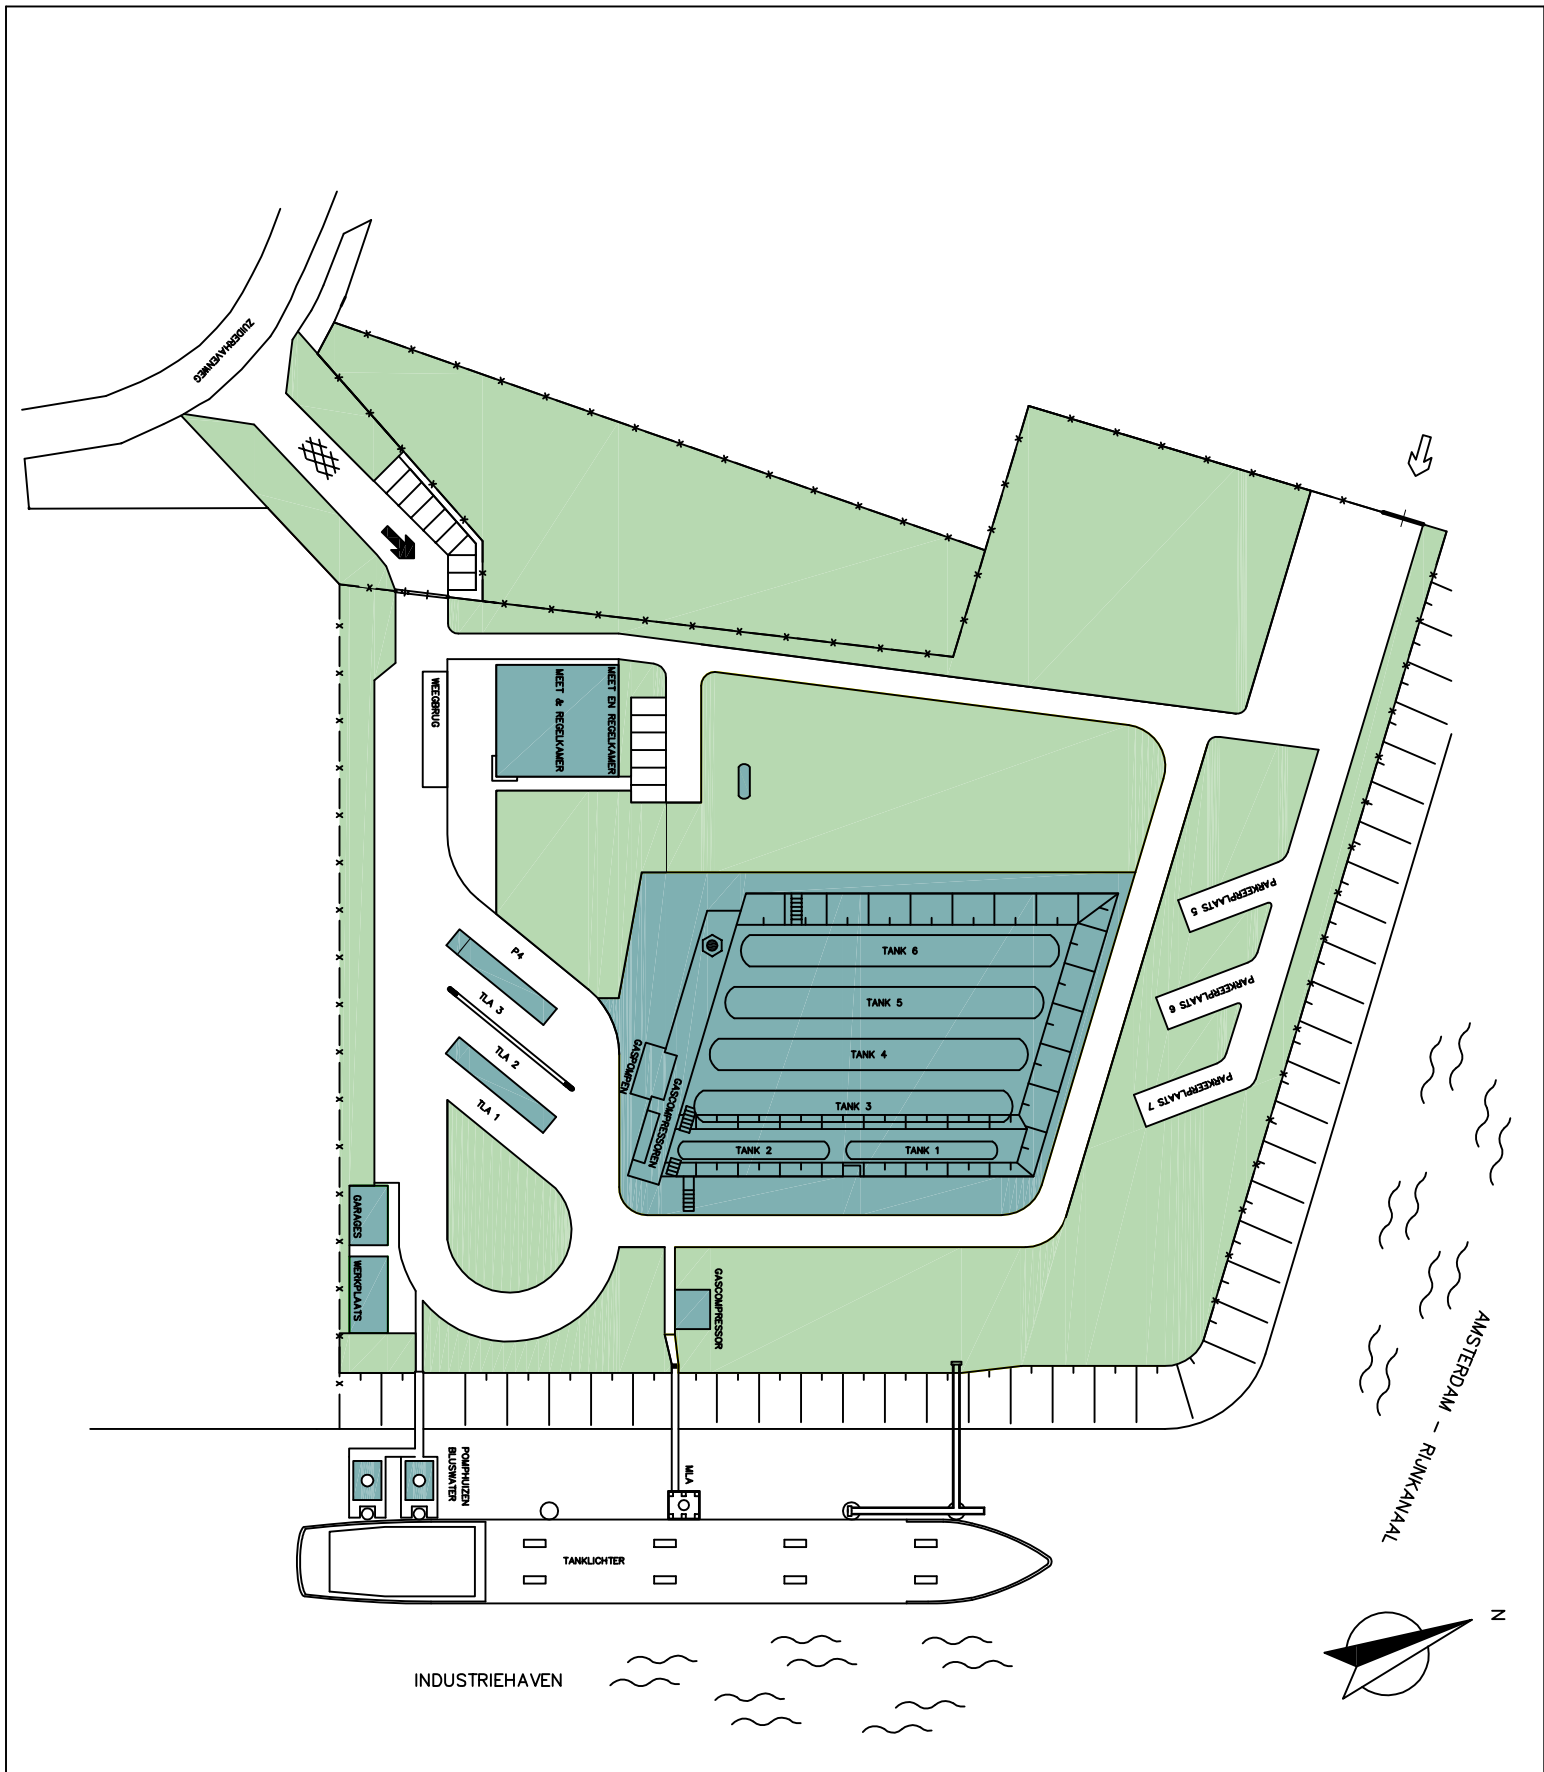 ZUIDERHAVENWEG
WEEGBRUG
MEET & REGELKAMER
MEET EN REGELKAMER
PARKEERPLAATS 5
PARKEERPLAATS 6
PARKEERPLAATS 7
TANK 6
TANK 5
TANK 4
TANK 3
TANK 2
TANK 1
P4
TLA 3
TLA 2
TLA 1
GASPOMPEN
GASCOMPRESSOREN
GARAGES
WERKPLAATS
GASCOMPRESSOR
AMSTERDAM - RIJNKANAAL
POMPHUIZEN
BLUSWATER
MLA
TANKLICHTER
N
INDUSTRIEHAVEN